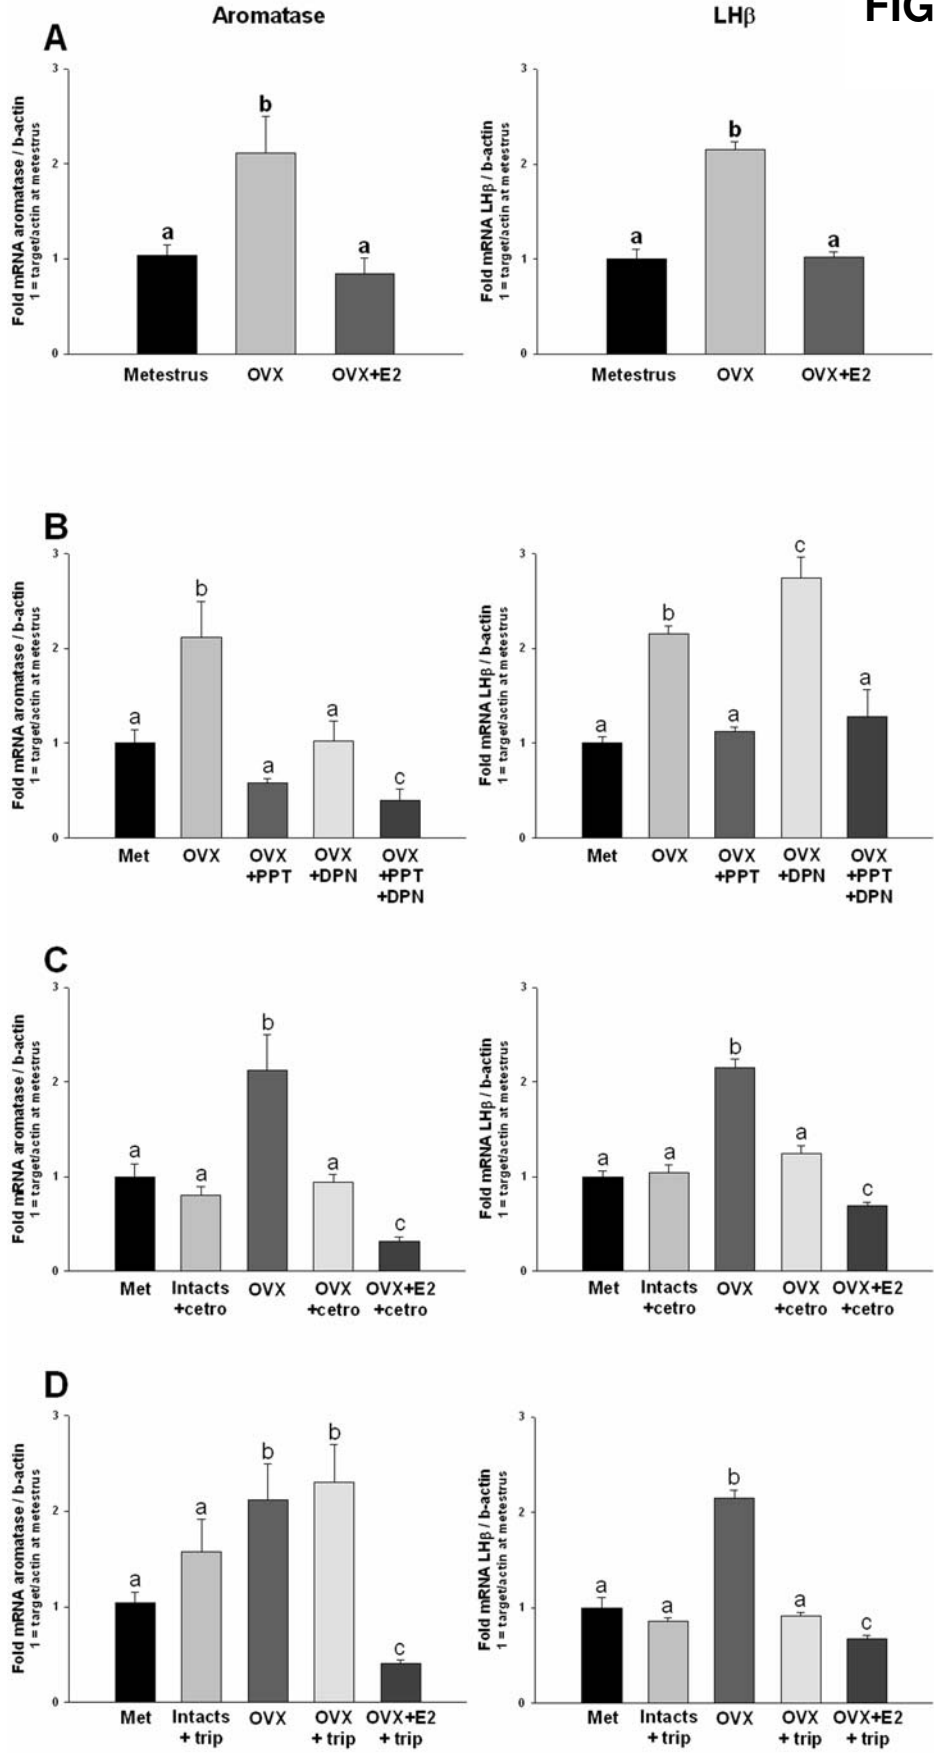 FIG
Aromatase
LHβ
A
Fold mRNA aromatase / b-actin
1 = target/actin at metestrus
3
2
1
0
a
b
a
Metestrus
OVX
OVX+E2
Fold mRNA LHβ / b-actin
1 = target/actin at metestrus
3
2
1
0
a
b
a
Metestrus
OVX
OVX+E2
B
Fold mRNA aromatase / b-actin
1 = target/actin at metestrus
3
2
1
0
a
b
a
a
c
Met
OVX
OVX
+PPT
OVX
+DPN
OVX
+PPT
+DPN
Fold mRNA LHβ / b-actin
1 = target/actin at metestrus
3
2
1
0
a
b
a
c
a
Met
OVX
OVX
+PPT
OVX
+DPN
OVX
+PPT
+DPN
C
Fold mRNA aromatase / b-actin
1 = target/actin at metestrus
3
2
1
0
a
a
b
a
c
Met
Intacts
+cetro
OVX
OVX
+cetro
OVX+E2
+cetro
Fold mRNA LHβ / b-actin
1 = target/actin at metestrus
3
2
1
0
a
a
b
a
c
Met
Intacts
+cetro
OVX
OVX
+cetro
OVX+E2
+cetro
D
Fold mRNA aromatase / b-actin
1 = target/actin at metestrus
3
2
1
0
a
a
b
b
c
Met
Intacts
+ trip
OVX
OVX
+ trip
OVX+E2
+ trip
Fold mRNA LHβ / b-actin
1 = target/actin at metestrus
3
2
1
0
a
a
b
a
c
Met
Intacts
+ trip
OVX
OVX
+ trip
OVX+E2
+ trip